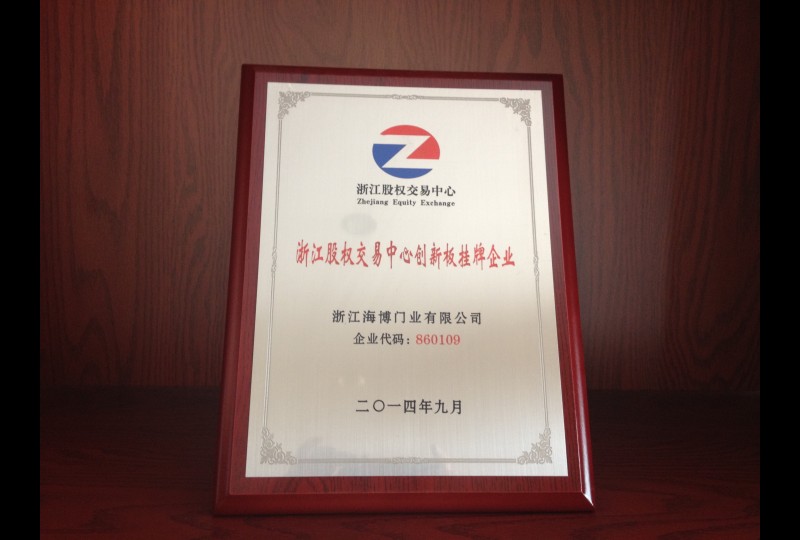 浙江股权交易中心
Zhejiang Equity Exchange
浙江股权交易中心创新板挂牌企业
浙江海博门业有限公司
企业代码：860109
二〇一四年九月